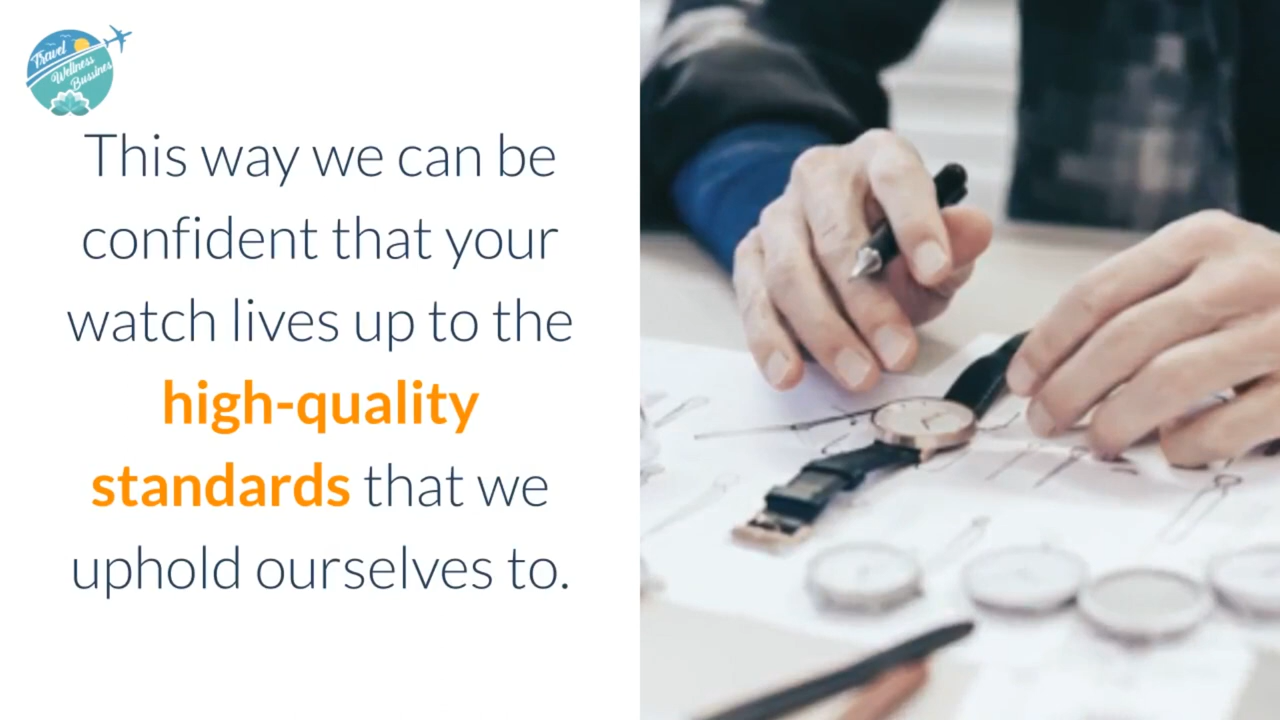 Travel
Wellness
Bussines
This way we can be
confident that your
watch lives up to the
high-quality
standards that we
uphold ourselves to.